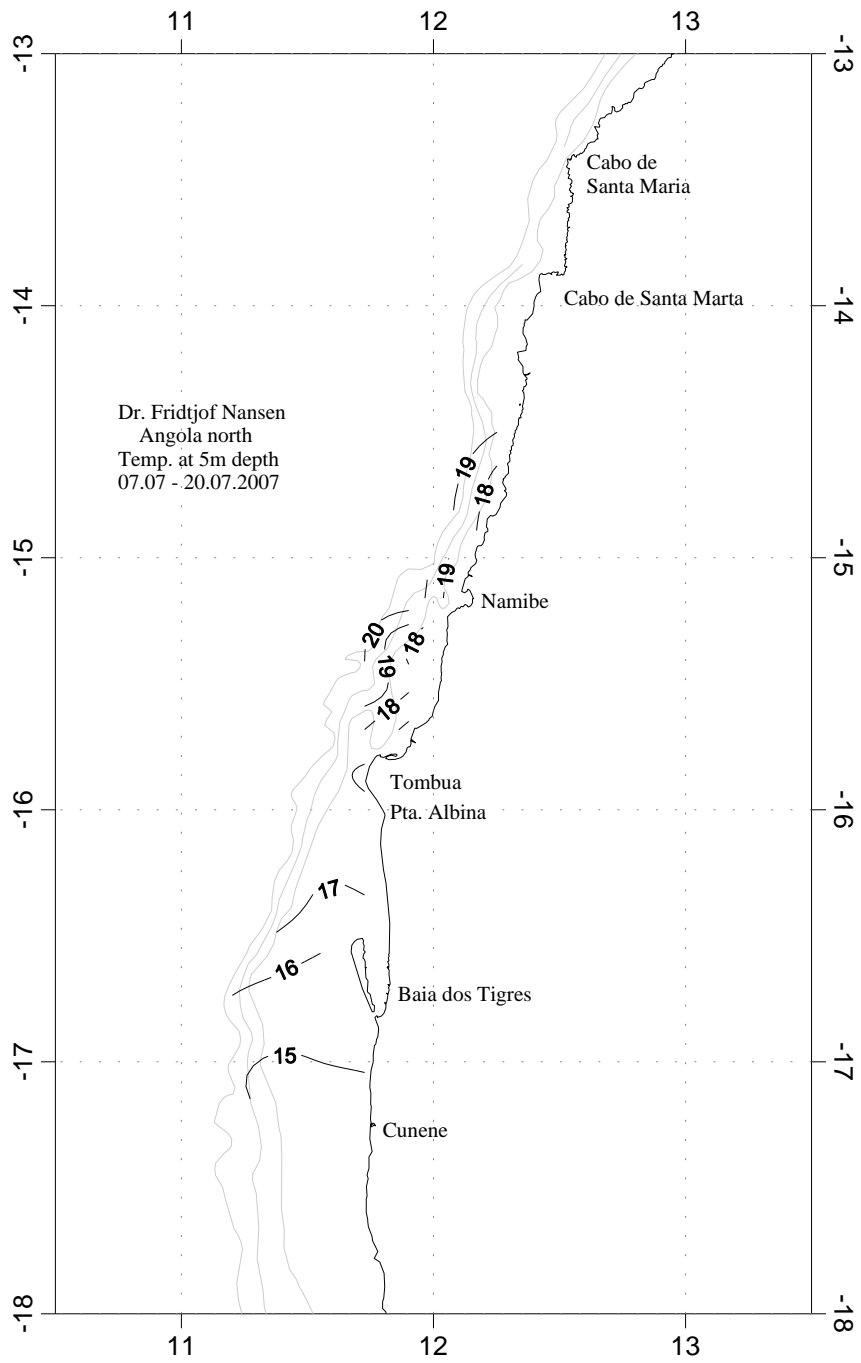 11 12 13
-13 -13
Cabo de
Santa Maria
Cabo de Santa Marta
-14 -14
Dr. Fridtjof Nansen
Angola north
Temp. at 5m depth
07.07 - 20.07.2007
19
18
-15 -15
19
Namibe
20
18
19
18
Tombua
-16 -16
Pta. Albina
17
16
Baia dos Tigres
15
-17 -17
Cunene
-18 -18
11 12 13